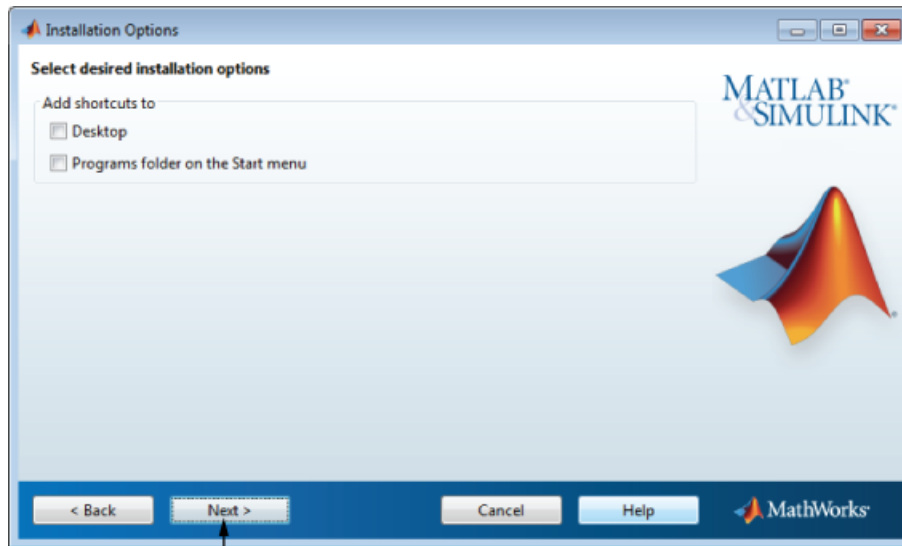 Installation Options
Select desired installation options
Add shortcuts to
Desktop
Programs folder on the Start menu
MATLAB®
&SIMULINK®
< Back
Next >
Cancel
Help
MathWorks®